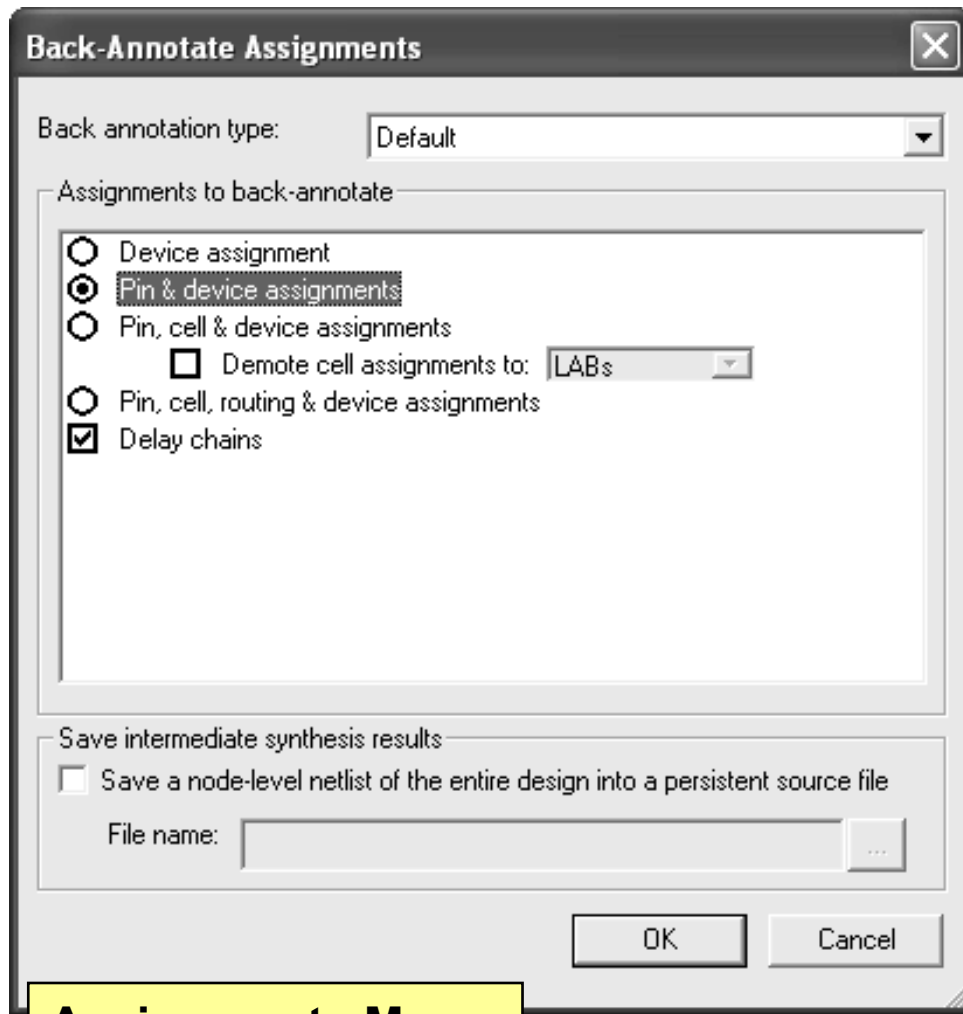 Back-Annotate Assignments
Back annotation type: Default
Assignments to back-annotate
Device assignment
Pin & device assignments
Pin, cell & device assignments
Demote cell assignments to: LABs
Pin, cell, routing & device assignments
Delay chains
Save intermediate synthesis results
Save a node-level netlist of the entire design into a persistent source file
File name: ...
OK Cancel